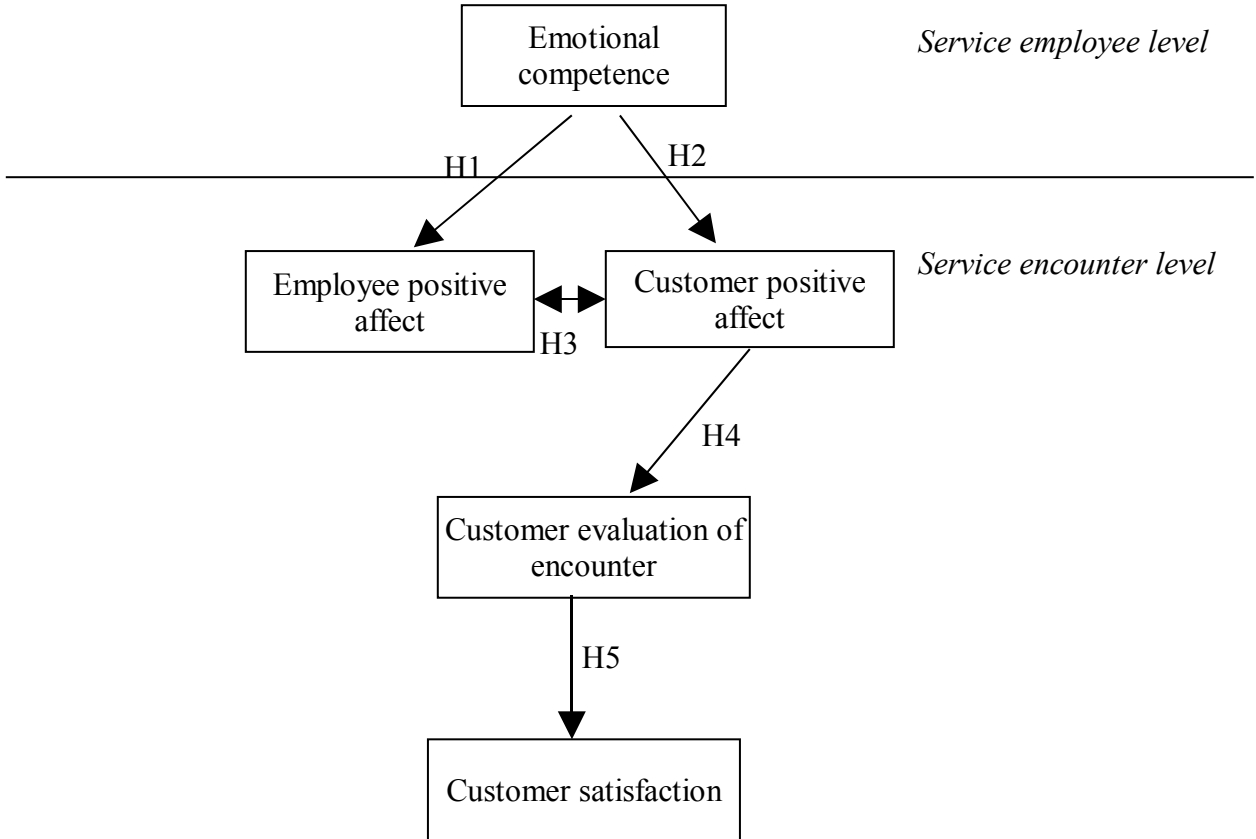 Emotional
competence
Service employee level
H1
H2
Employee positive
affect
Customer positive
affect
Service encounter level
H3
H4
Customer evaluation of
encounter
H5
Customer satisfaction